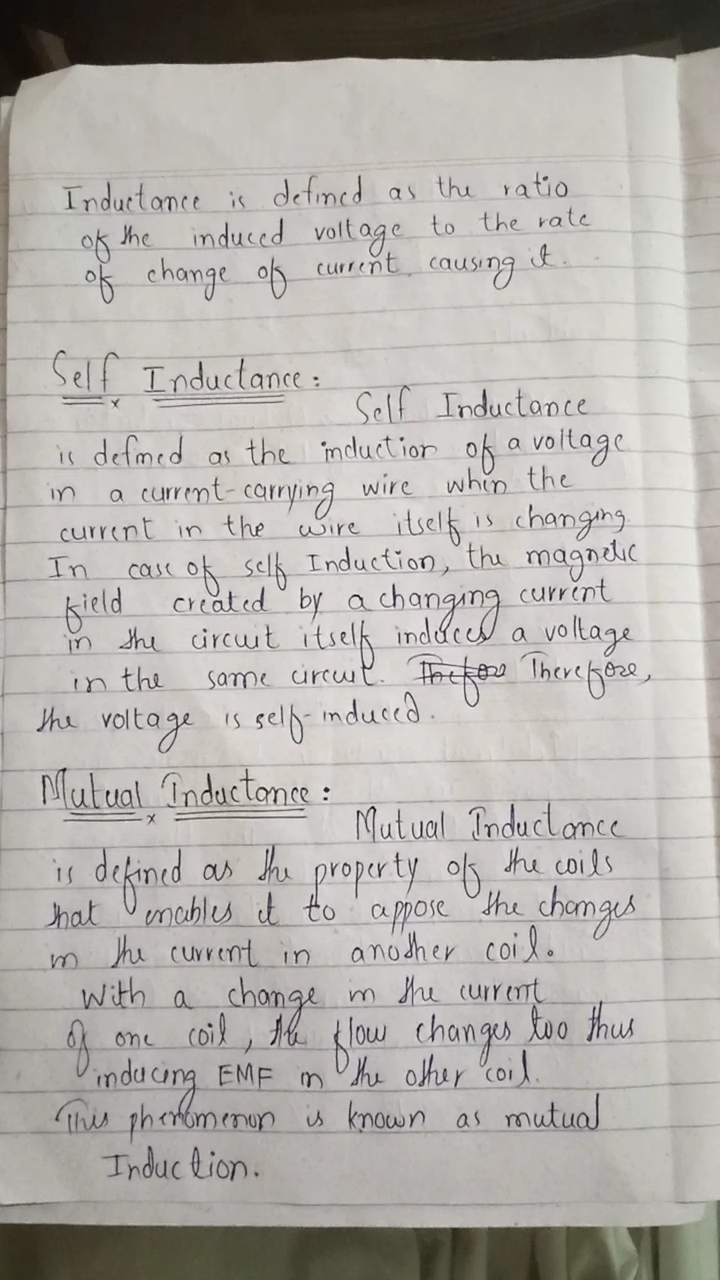 Inductance is defined as the ratio
of the induced voltage to the rate
of change of current causing it.
Self Inductance:
Self Inductance
is defined as the induction of a voltage
in a current-carrying wire when the
current in the wire itself is changing
In case of self Induction, the magnetic
field created by a changing current
in the circuit itself induces a voltage
in the same circuit. Therefore,
the voltage is self-induced.
Mutual Inductance:
Mutual Inductance
is defined as the property of the coils
that enables it to appose the changes
in the current in another coil.
With a change in the current
of one coil, the flow changes too thus
inducing EMF in the other coil.
This phenomenon is known as mutual
Induction.